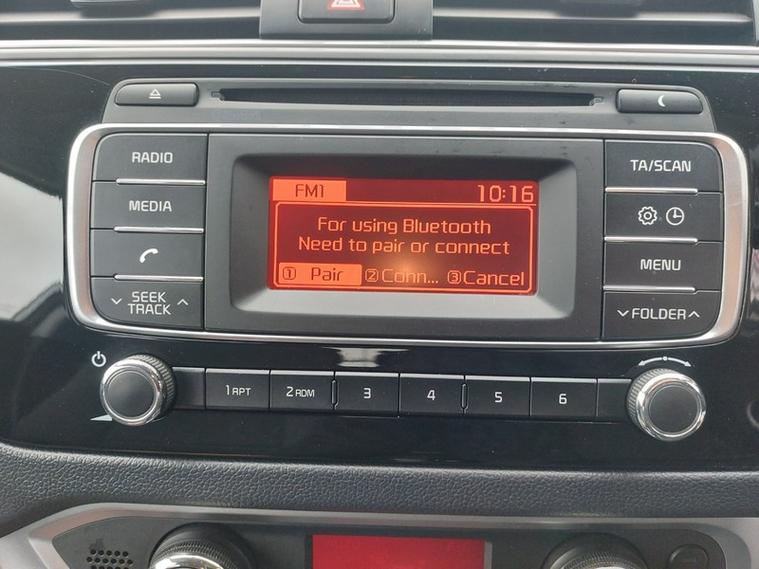 RADIO
MEDIA
SEEK
TRACK
FM1 10:16
For using Bluetooth
Need to pair or connect
1 Pair 2 Conn... 3 Cancel
TA/SCAN
MENU
FOLDER
1 RPT 2 RDM 3 4 5 6